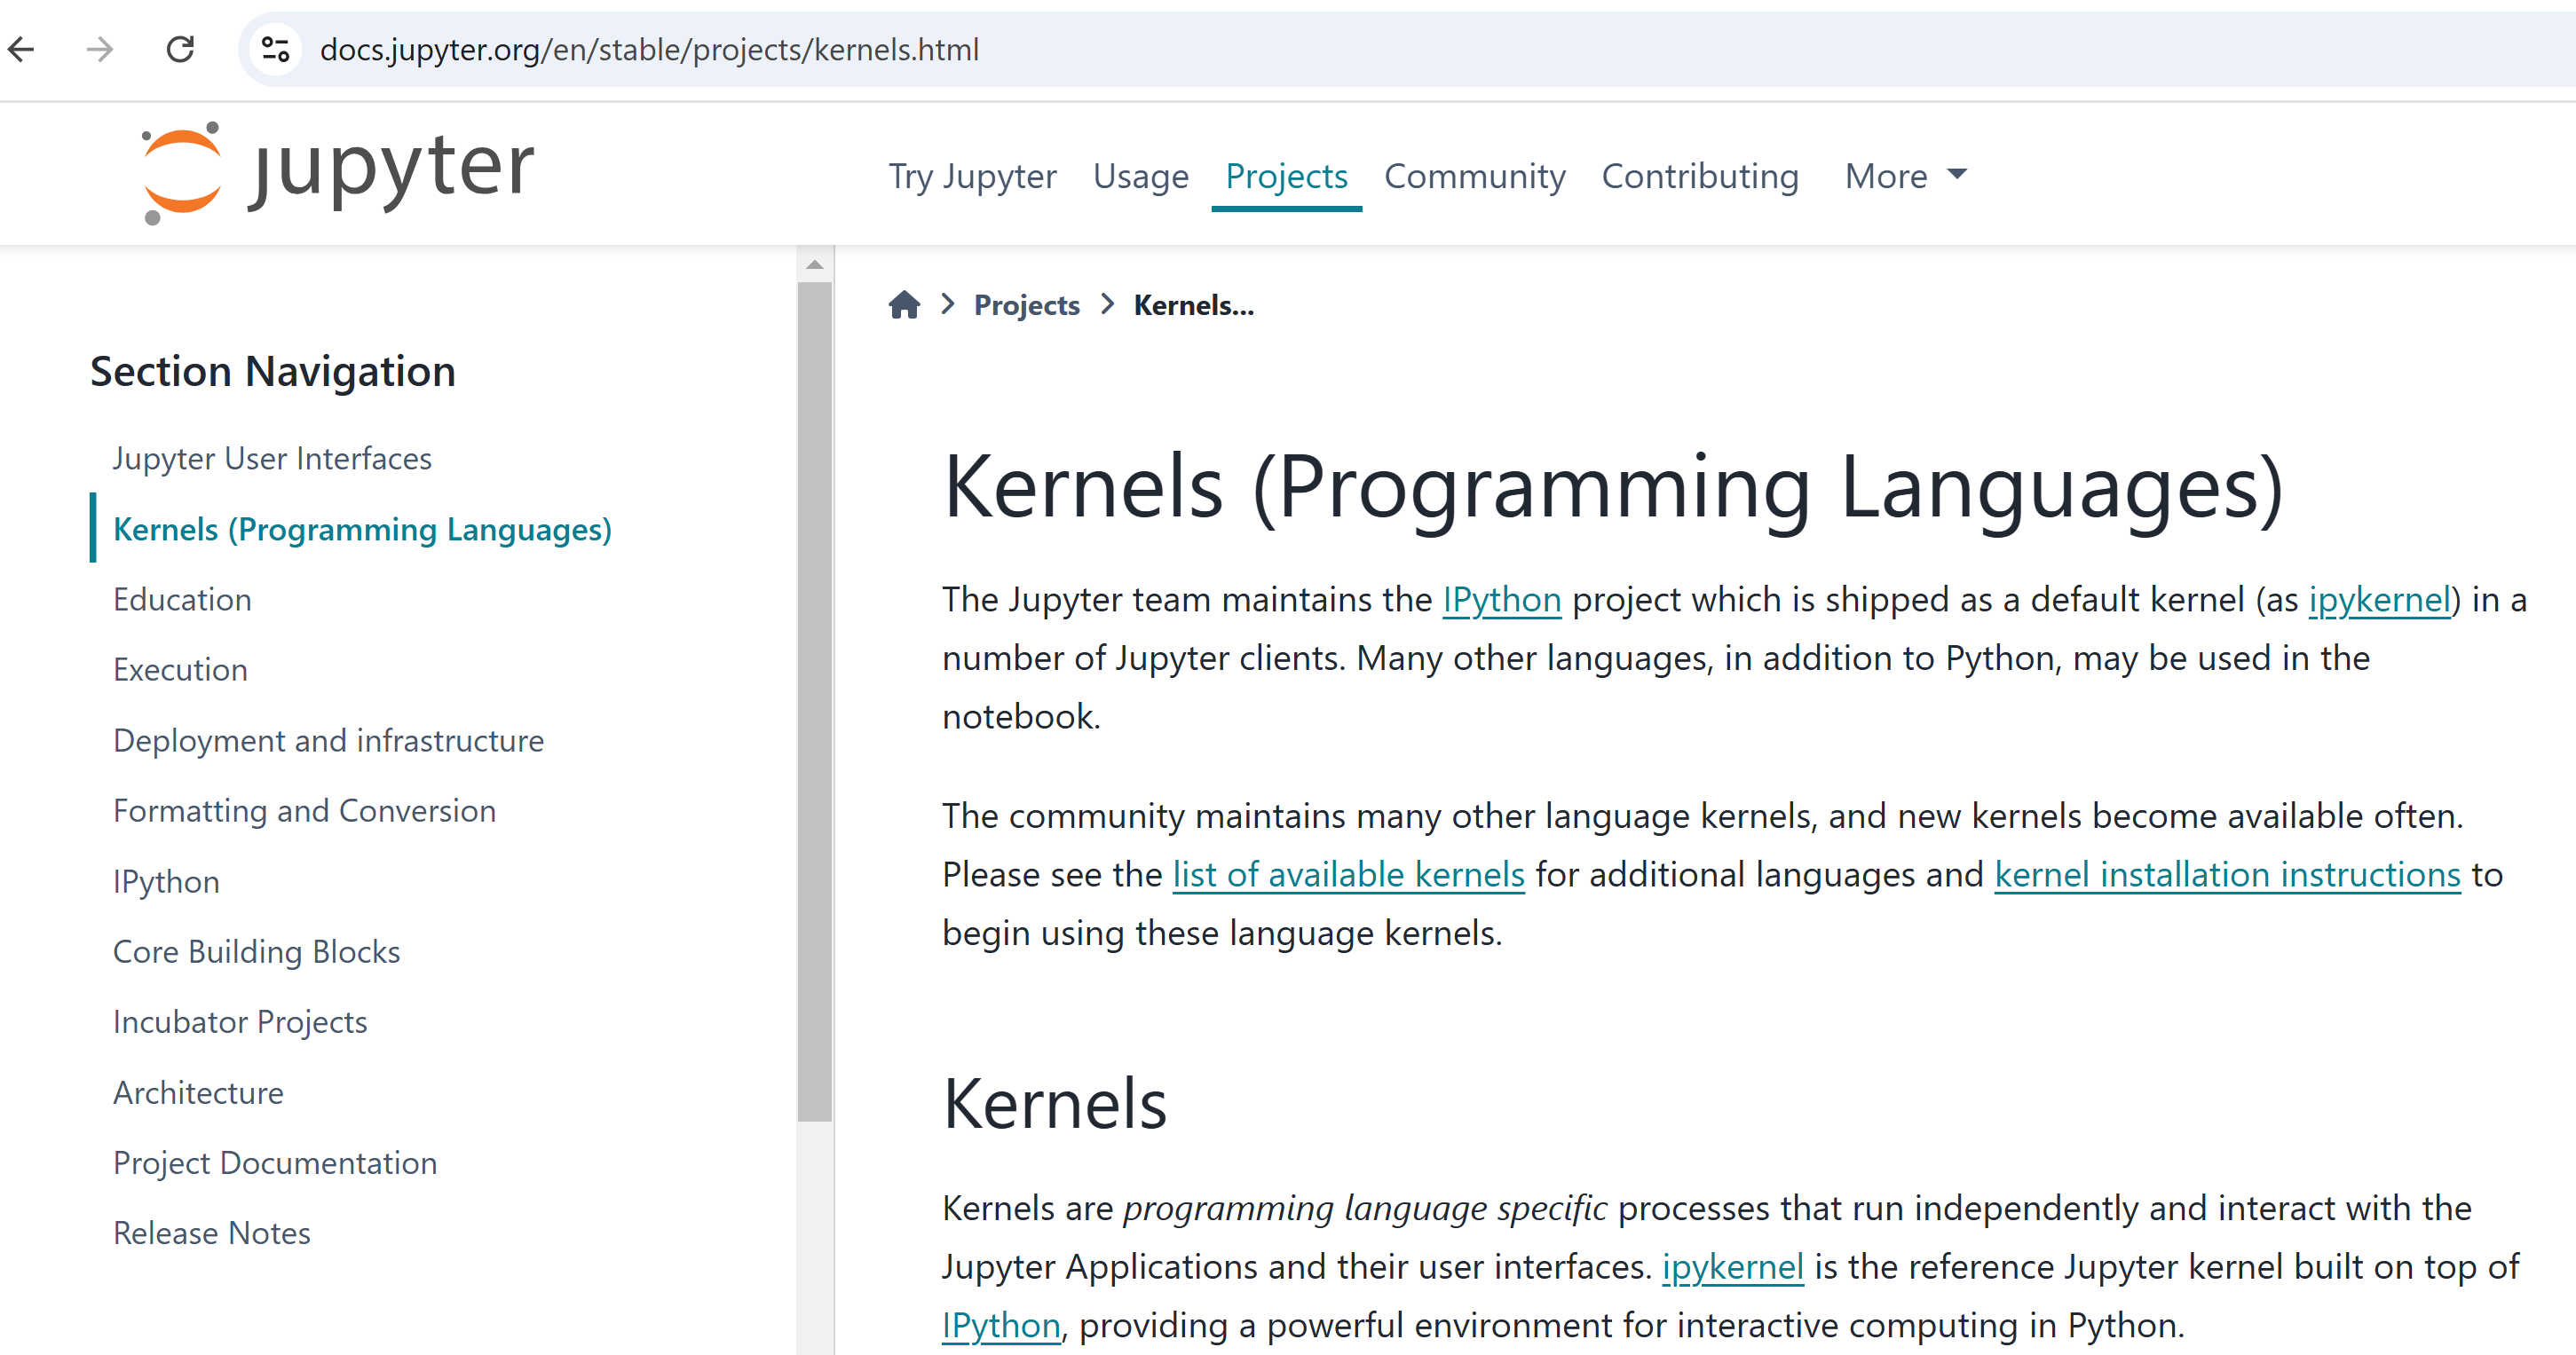 docs.jupyter.org/en/stable/projects/kernels.html
jupyter
Try Jupyter Usage Projects Community Contributing More
Projects Kernels...
Section Navigation
Jupyter User Interfaces
Kernels (Programming Languages)
Education
Execution
Deployment and infrastructure
Formatting and Conversion
IPython
Core Building Blocks
Incubator Projects
Architecture
Project Documentation
Release Notes
Kernels (Programming Languages)
The Jupyter team maintains the IPython project which is shipped as a default kernel (as ipykernel) in a
number of Jupyter clients. Many other languages, in addition to Python, may be used in the
notebook.
The community maintains many other language kernels, and new kernels become available often.
Please see the list of available kernels for additional languages and kernel installation instructions to
begin using these language kernels.
Kernels
Kernels are programming language specific processes that run independently and interact with the
Jupyter Applications and their user interfaces. ipykernel is the reference Jupyter kernel built on top of
IPython, providing a powerful environment for interactive computing in Python.